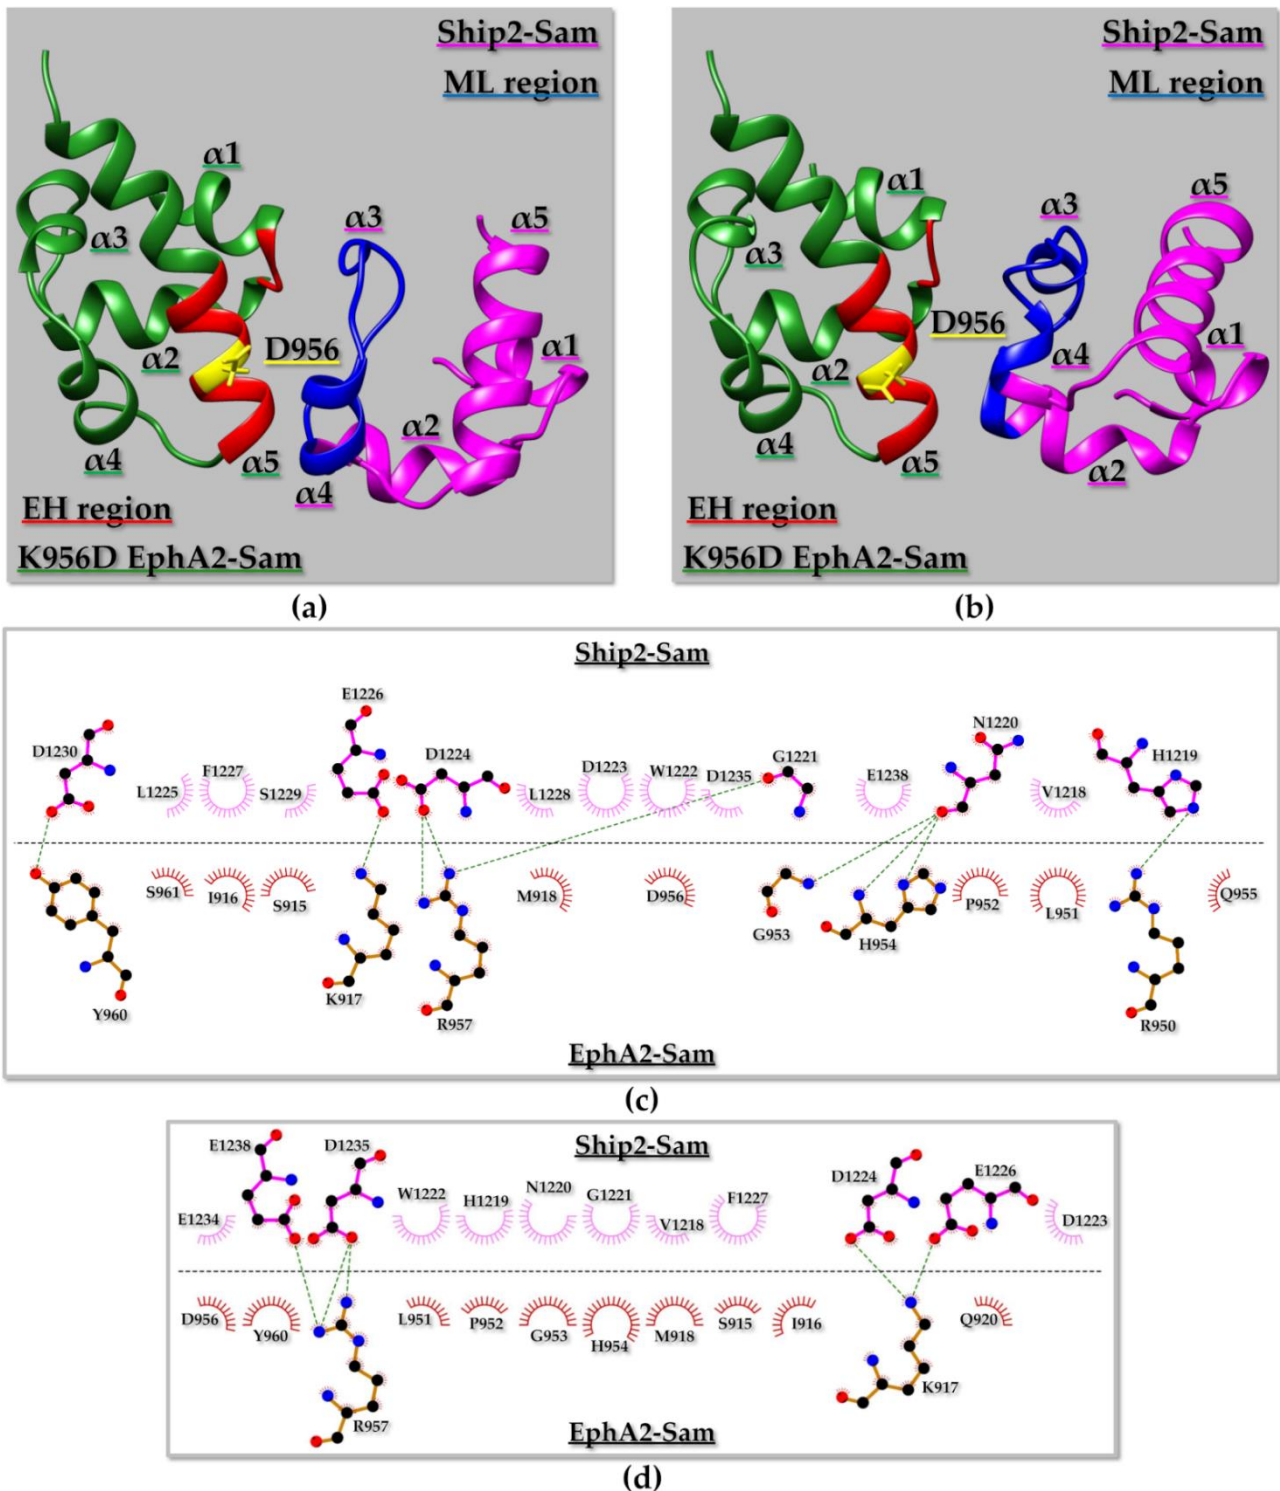 Ship2-Sam
ML region
α1
α3
α3
α5
α2
D956
α1
α2
α4
α5
α4
EH region
K956D EphA2-Sam
(a)
Ship2-Sam
ML region
α1
α3
α5
α3
D956
α2
α4
α1
α4
α5
α2
EH region
K956D EphA2-Sam
(b)
Ship2-Sam
D1230
L1225
F1227
S1229
E1226
D1224
L1228
D1223
W1222
D1235
G1221
E1238
N1220
V1218
H1219
Y960
S961
I916
S915
K917
R957
M918
D956
G953
H954
P952
L951
R950
Q955
EphA2-Sam
(c)
Ship2-Sam
E1234
E1238
D1235
W1222
H1219
N1220
G1221
V1218
F1227
D1224
E1226
D1223
D956
Y960
R957
L951
P952
G953
H954
M918
S915
I916
K917
Q920
EphA2-Sam
(d)